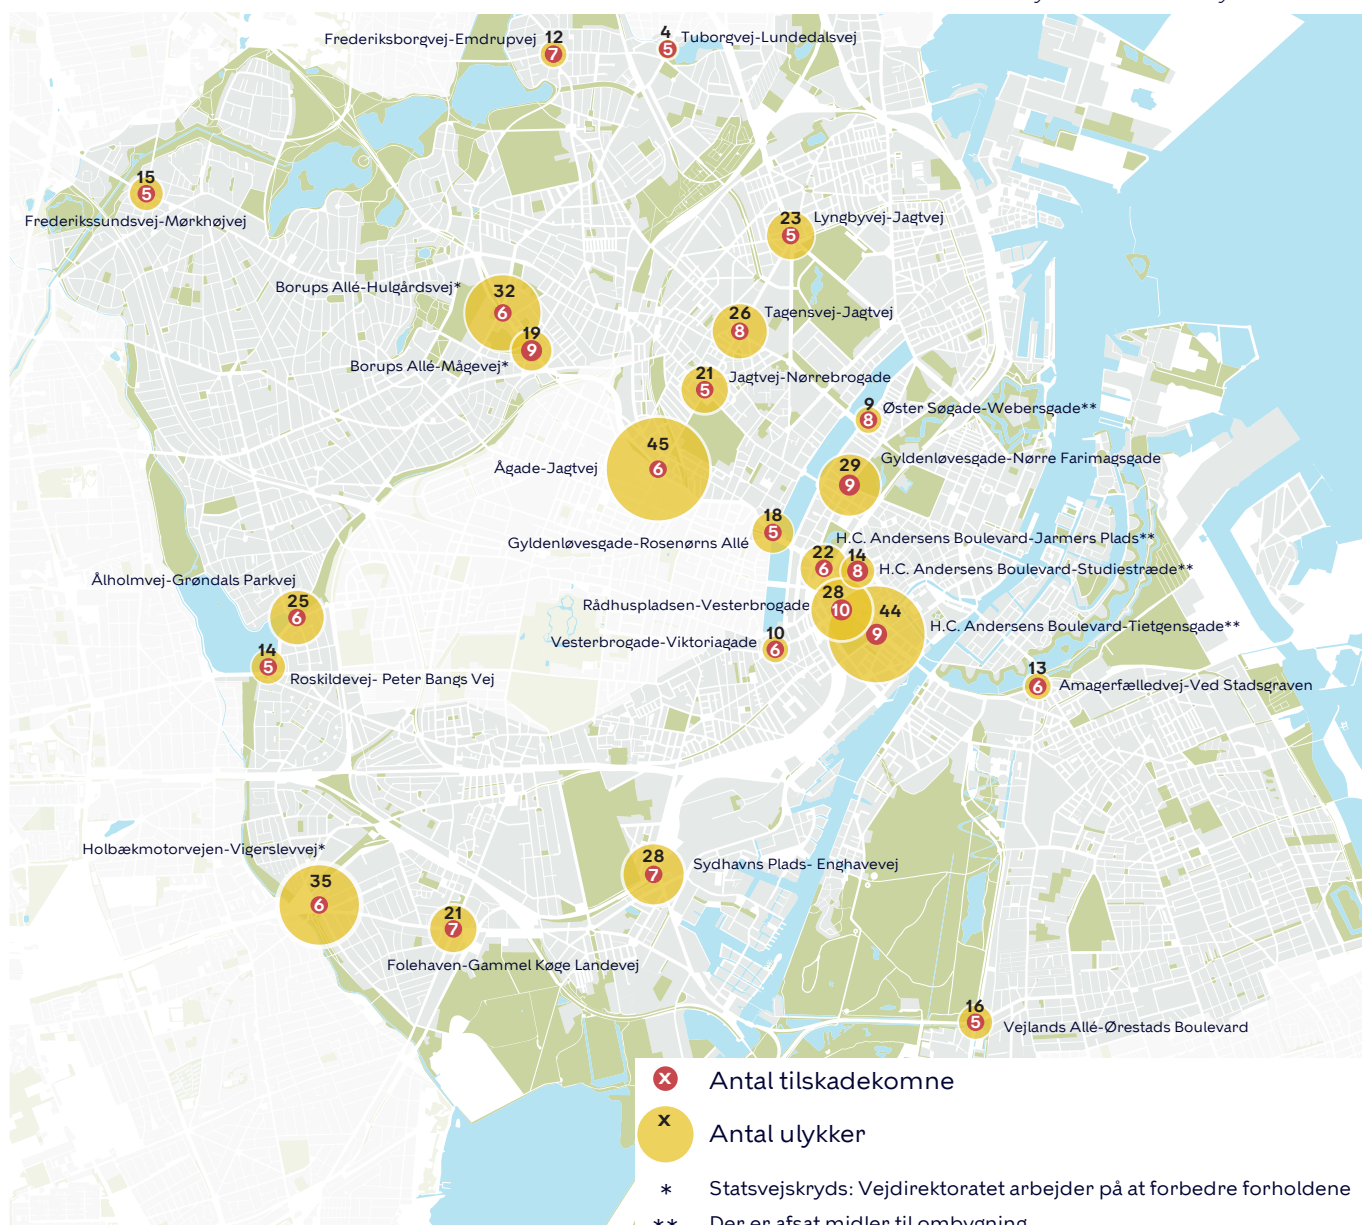 Frederiksborgvej-Emdrupvej
12
7
4
5
Tuborgvej-Lundedalsvej
15
5
Frederikssundsvej-Mørkhøjvej
23
5
Lyngbyvej-Jagtvej
Borups Allé-Hulgårdsvej*
32
6
26
8
Tagensvej-Jagtvej
19
9
Borups Allé-Mågevej*
21
5
Jagtvej-Nørrebrogade
9
8
Øster Søgade-Webersgade**
Ågade-Jagtvej
45
6
29
9
Gyldenløvesgade-Nørre Farimagsgade
18
5
Gyldenløvesgade-Rosenørns Allé
H.C. Andersens Boulevard-Jarmers Plads**
22
6
14
8
H.C. Andersens Boulevard-Studiestræde**
Ålholmvej-Grøndals Parkvej
25
6
Rådhuspladsen-Vesterbrogade
28
10
44
9
H.C. Andersens Boulevard-Tietgensgade**
Vesterbrogade-Viktoriagade
10
6
14
5
Roskildevej- Peter Bangs Vej
13
6
Amagerfælledvej-Ved Stadsgraven
Holbækmotorvejen-Vigerslevvej*
35
6
28
7
Sydhavns Plads- Enghavevej
21
7
Folehaven-Gammel Køge Landevej
16
5
Vejlands Allé-Ørestads Boulevard
x Antal tilskadekomne
x Antal ulykker
* Statsvejskryds: Vejdirektoratet arbejder på at forbedre forholdene
** Der er afsat midler til ombygning